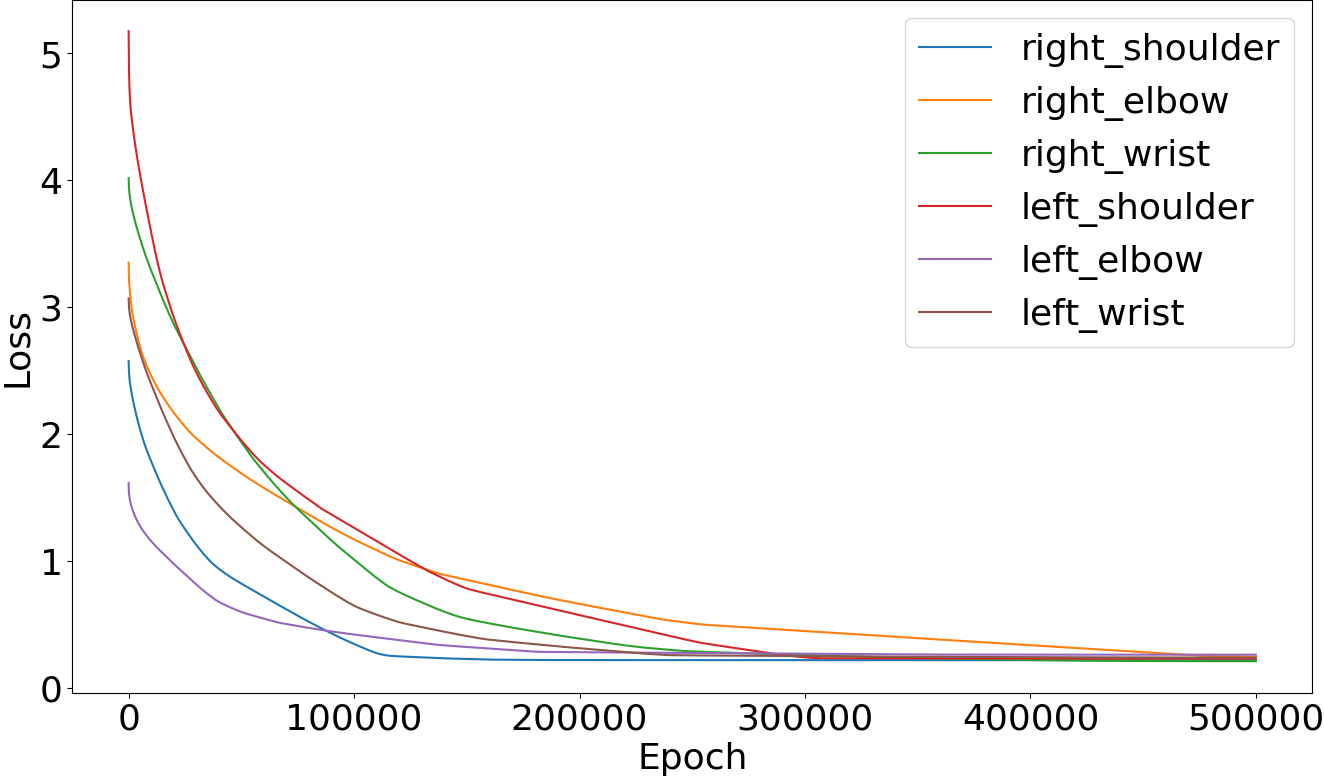 Loss
5
4
3
2
1
0
0 100000 200000 300000 400000 500000
Epoch
right_shoulder
right_elbow
right_wrist
left_shoulder
left_elbow
left_wrist